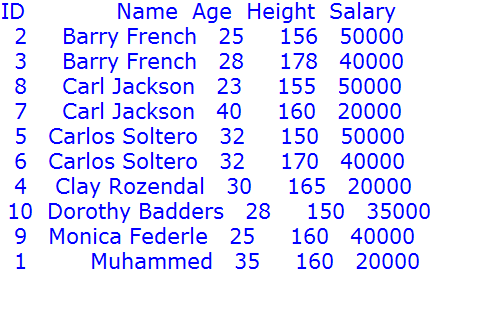 ID Name Age Height Salary
2 Barry French 25 156 50000
3 Barry French 28 178 40000
8 Carl Jackson 23 155 50000
7 Carl Jackson 40 160 20000
5 Carlos Soltero 32 150 50000
6 Carlos Soltero 32 170 40000
4 Clay Rozendal 30 165 20000
10 Dorothy Badders 28 150 35000
9 Monica Federle 25 160 40000
1 Muhammed 35 160 20000